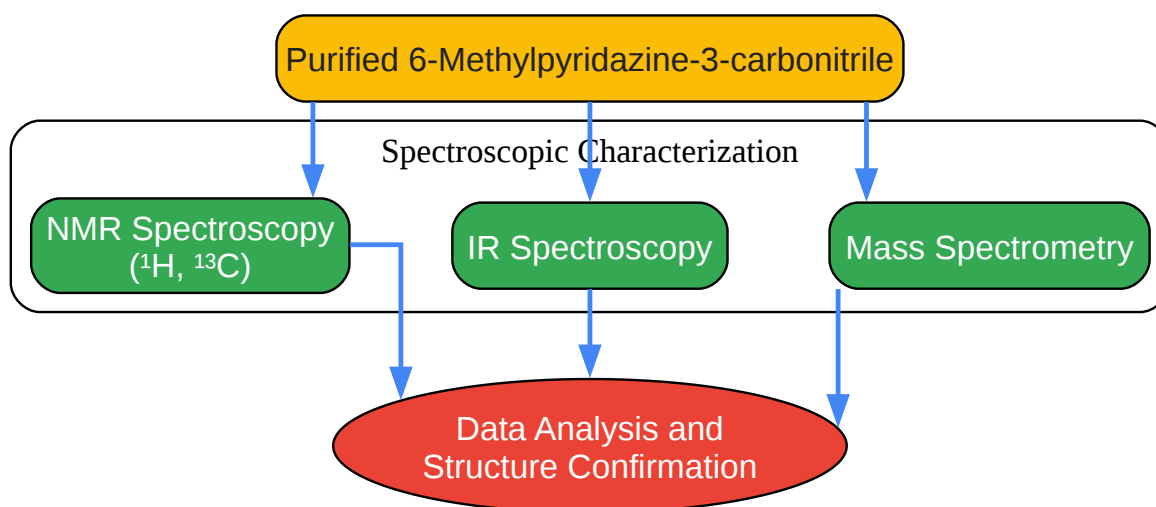 Purified 6-Methylpyridazine-3-carbonitrile
Spectroscopic Characterization
NMR Spectroscopy
(¹H, ¹³C)
IR Spectroscopy
Mass Spectrometry
Data Analysis and
Structure Confirmation